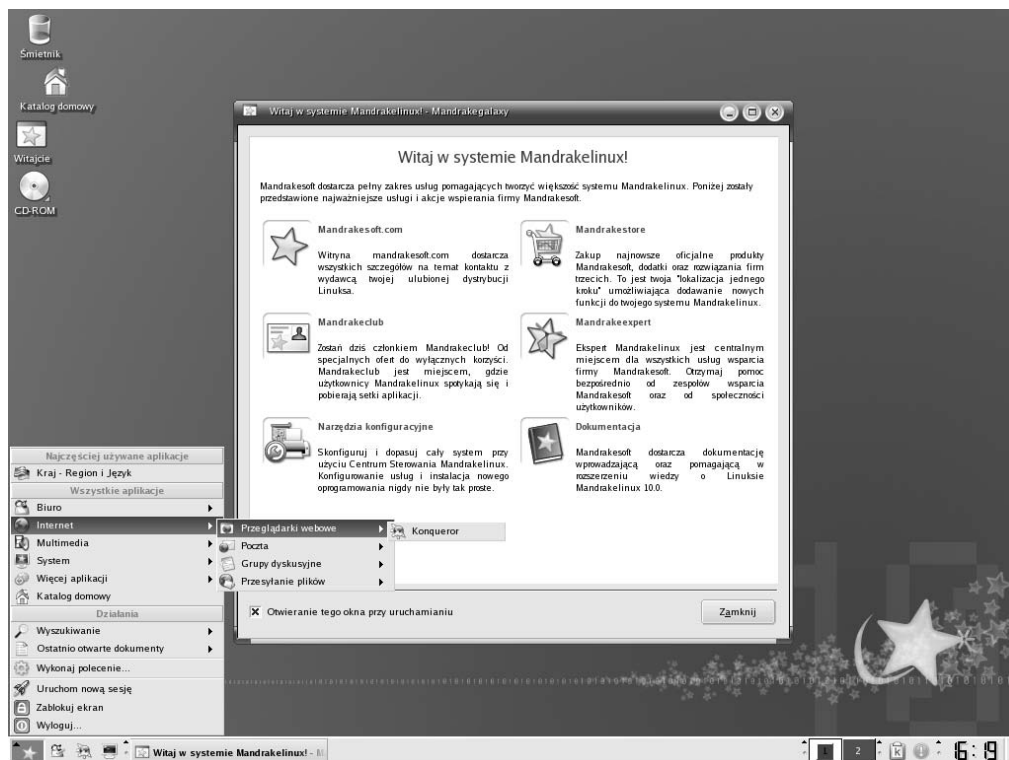 Śmietnik
Katalog domowy
Witajcie
CD-ROM
Witaj w systemie Mandrakelinux! - Mandrakegalaxy
Witaj w systemie Mandrakelinux!
Mandrakesoft dostarcza pełny zakres usług pomagających tworzyć większość systemu Mandrakelinux. Poniżej zostały
przedstawione najważniejsze usługi i akcje wspierania firmy Mandrakesoft.
Mandrakesoft.com
Witryna mandrakesoft.com dostarcza
wszystkich szczegółów na temat kontaktu z
wydawcą twojej ulubionej dystrybucji
Linuksa.
Mandrakestore
Zakup najnowsze oficjalne produkty
Mandrakesoft, dodatki oraz rozwiązania firm
trzecich. To jest twoja "lokalizacja jednego
kroku" umożliwiająca dodawanie nowych
funkcji do twojego systemu Mandrakelinux.
Mandrakeclub
Zostań dziś członkiem Mandrakeclub! Od
specjalnych ofert do wyłącznych korzyści.
Mandrakeclub jest miejscem, gdzie
użytkownicy Mandrakelinux spotykają się i
pobierają setki aplikacji.
Mandrakeexpert
Ekspert Mandrakelinux jest centralnym
miejscem dla wszystkich usług wsparcia
firmy Mandrakesoft. Otrzymaj pomoc
bezpośrednio od zespołów wsparcia
Mandrakesoft oraz od społeczności
użytkowników.
Narzędzia konfiguracyjne
Skonfiguruj i dopasuj cały system przy
użyciu Centrum Sterowania Mandrakelinux.
Konfigurowanie usług i instalacja nowego
oprogramowania nigdy nie były tak proste.
Dokumentacja
Mandrakesoft dostarcza dokumentację
wprowadzającą oraz pomagającą w
rozszerzeniu wiedzy o Linuksie
Mandrakelinux 10.0.
Otwieranie tego okna przy uruchamianiu
Zamknij
Najczęściej używane aplikacje
Kraj - Region i Język
Wszystkie aplikacje
Biuro
Internet
Multimedia
System
Więcej aplikacji
Katalog domowy
Działania
Wyszukiwanie
Ostatnio otwarte dokumenty
Wykonaj polecenie...
Uruchom nową sesję
Zablokuj ekran
Wyloguj...
Przeglądarki webowe
Poczta
Grupy dyskusyjne
Przesyłanie plików
Konqueror
Witaj w systemie Mandrakelinux! - M
1
2
16:19